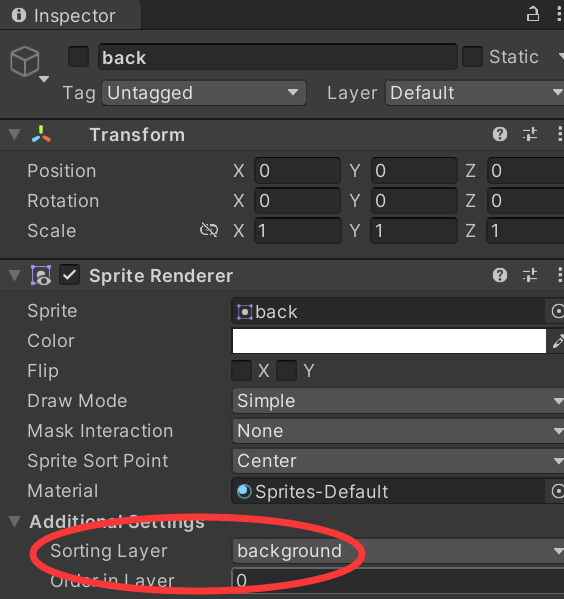 Inspector
back Static
Tag Untagged Layer Default
Transform
Position X 0 Y 0 Z 0
Rotation X 0 Y 0 Z 0
Scale X 1 Y 1 Z 1
Sprite Renderer
Sprite back
Color
Flip X Y
Draw Mode Simple
Mask Interaction None
Sprite Sort Point Center
Material Sprites-Default
Additional Settings
Sorting Layer background
Order in Layer 0